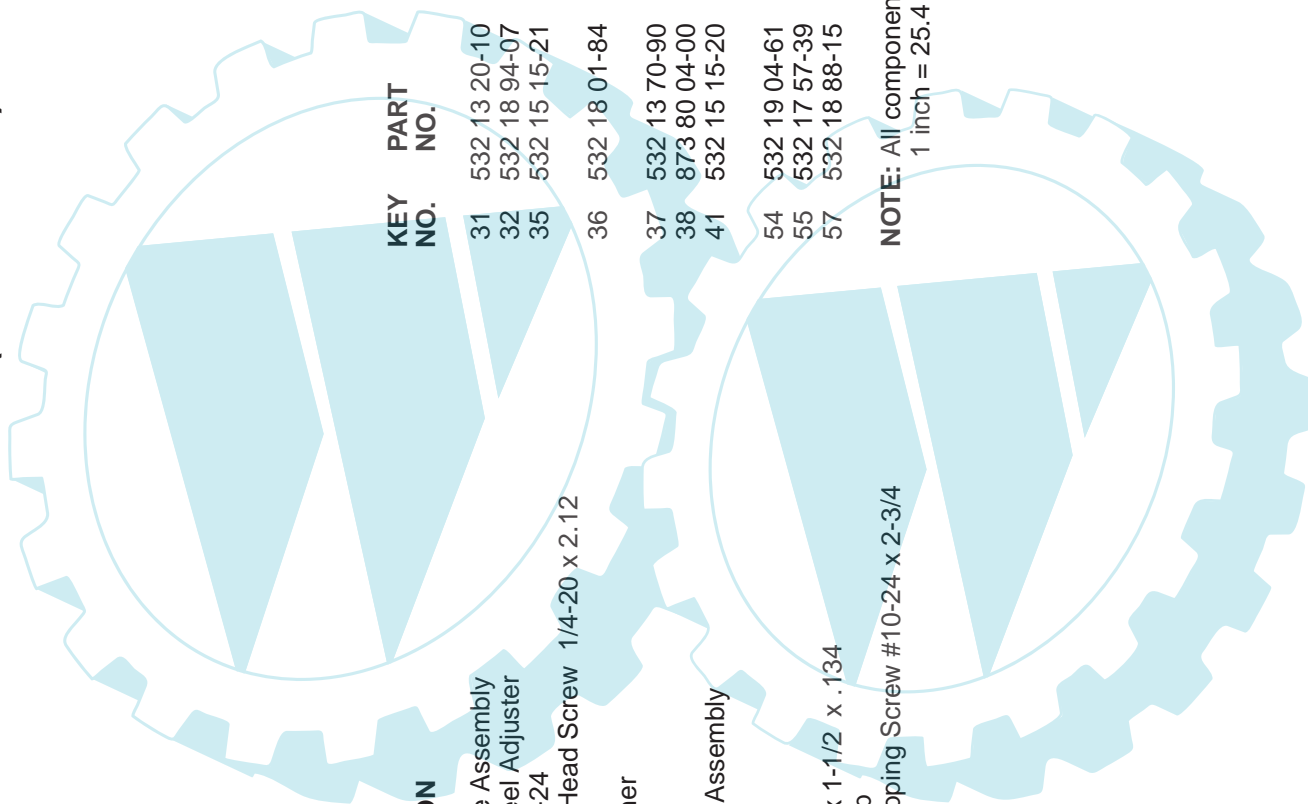 ON
e Assembly
eel Adjuster
-24
Head Screw 1/4-20 x 2.12
ner
Assembly
x 1-1/2 x .134
o
pping Screw #10-24 x 2-3/4
KEY PART
NO. NO.
31 532 13 20-10
32 532 18 94-07
35 532 15 15-21
36 532 18 01-84
37 532 13 70-90
38 873 80 04-00
41 532 15 15-20
54 532 19 04-61
55 532 17 57-39
57 532 18 88-15
NOTE: All componen
1 inch = 25.4